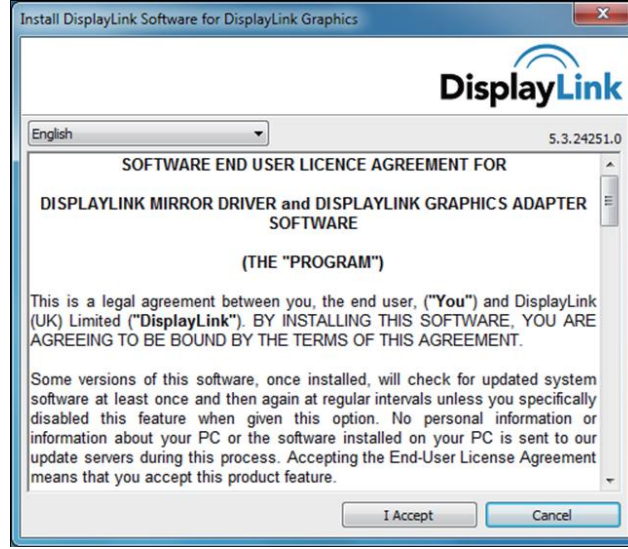 Install DisplayLink Software for DisplayLink Graphics
DisplayLink
English
5.3.24251.0
SOFTWARE END USER LICENCE AGREEMENT FOR
DISPLAYLINK MIRROR DRIVER and DISPLAYLINK GRAPHICS ADAPTER
SOFTWARE
(THE "PROGRAM")
This is a legal agreement between you, the end user, ("You") and DisplayLink
(UK) Limited ("DisplayLink"). BY INSTALLING THIS SOFTWARE, YOU ARE
AGREEING TO BE BOUND BY THE TERMS OF THIS AGREEMENT.
Some versions of this software, once installed, will check for updated system
software at least once and then again at regular intervals unless you specifically
disabled this feature when given this option. No personal information or
information about your PC or the software installed on your PC is sent to our
update servers during this process. Accepting the End-User License Agreement
means that you accept this product feature.
I Accept
Cancel